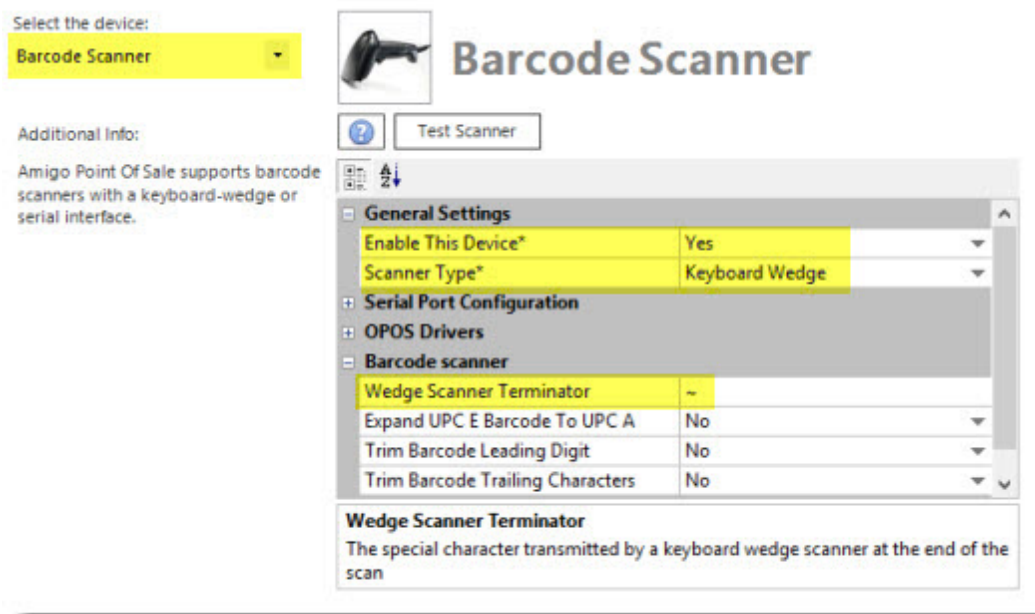 Select the device:
Barcode Scanner
Barcode Scanner
Additional Info:
Test Scanner
Amigo Point Of Sale supports barcode
scanners with a keyboard-wedge or
serial interface.
General Settings
Enable This Device* Yes
Scanner Type* Keyboard Wedge
Serial Port Configuration
OPOS Drivers
Barcode scanner
Wedge Scanner Terminator ~
Expand UPC E Barcode To UPC A No
Trim Barcode Leading Digit No
Trim Barcode Trailing Characters No
Wedge Scanner Terminator
The special character transmitted by a keyboard wedge scanner at the end of the
scan